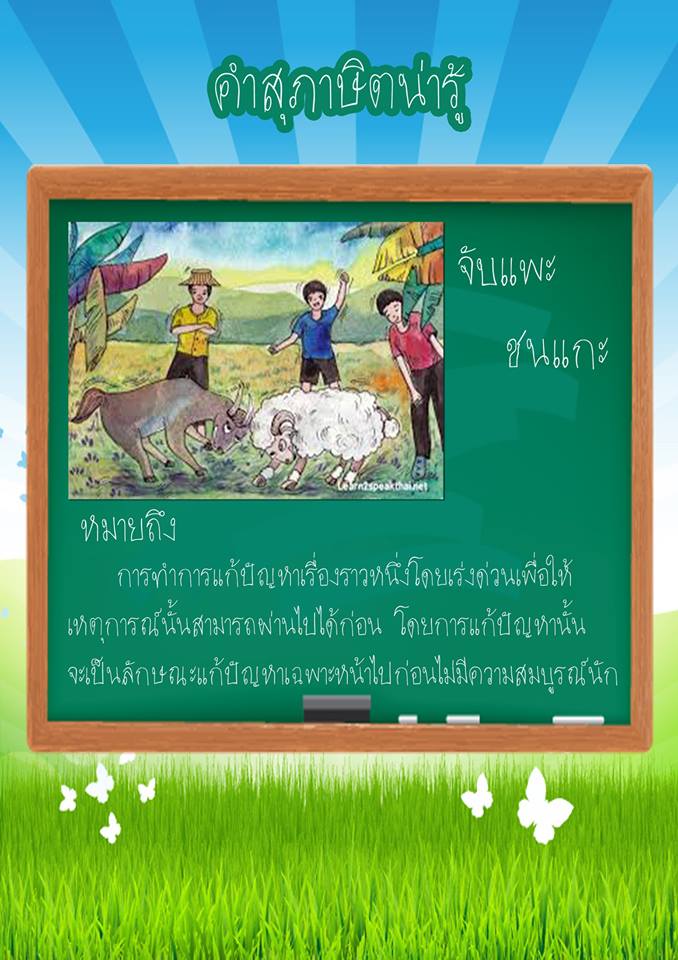 คำสุภาษิตน่ารู้
จับแพะ
ชนแกะ
Learn2speakthai.net
หมายถึง
การทำการแก้ปัญหาเรื่องราวหนึ่งโดยเร่งด่วนเพื่อให้
เหตุการณ์นั้นสามารถผ่านไปได้ก่อน โดยการแก้ปัญหานั้น
จะเป็นลักษณะแก้ปัญหาเฉพาะหน้าไปก่อนไม่มีความสมบูรณ์นัก